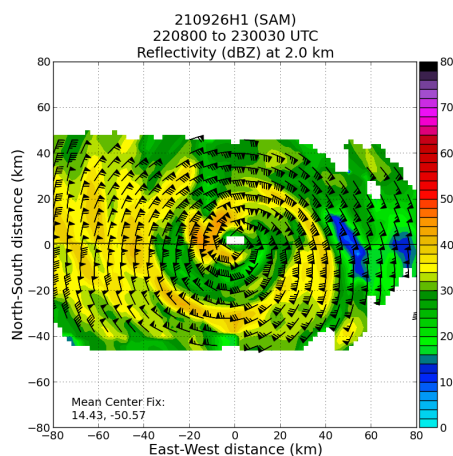 210926H1 (SAM)
220800 to 230030 UTC
Reflectivity (dBZ) at 2.0 km
80
60
40
20
0
−20
−40
−60
−80
North-South distance (km)
Mean Center Fix:
14.43, -50.57
−80 −60 −40 −20 0 20 40 60 80
East-West distance (km)
80
70
60
50
40
30
20
10
0